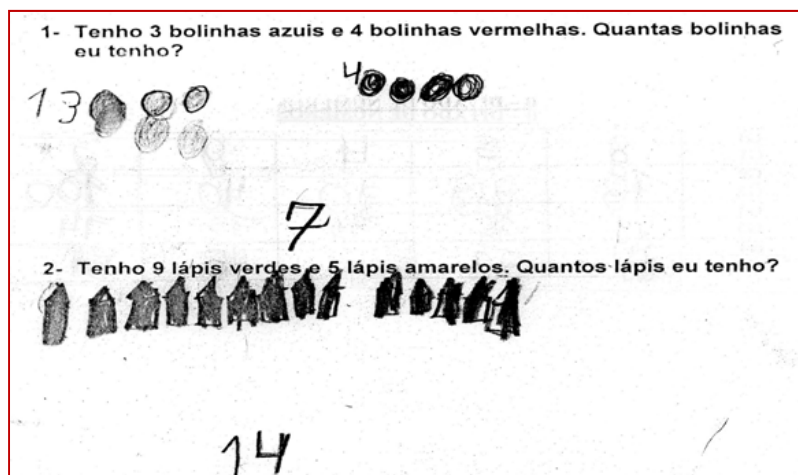 1- Tenho 3 bolinhas azuis e 4 bolinhas vermelhas. Quantas bolinhas
eu tenho?
13
4
7
2- Tenho 9 lápis verdes e 5 lápis amarelos. Quantos lápis eu tenho?
14